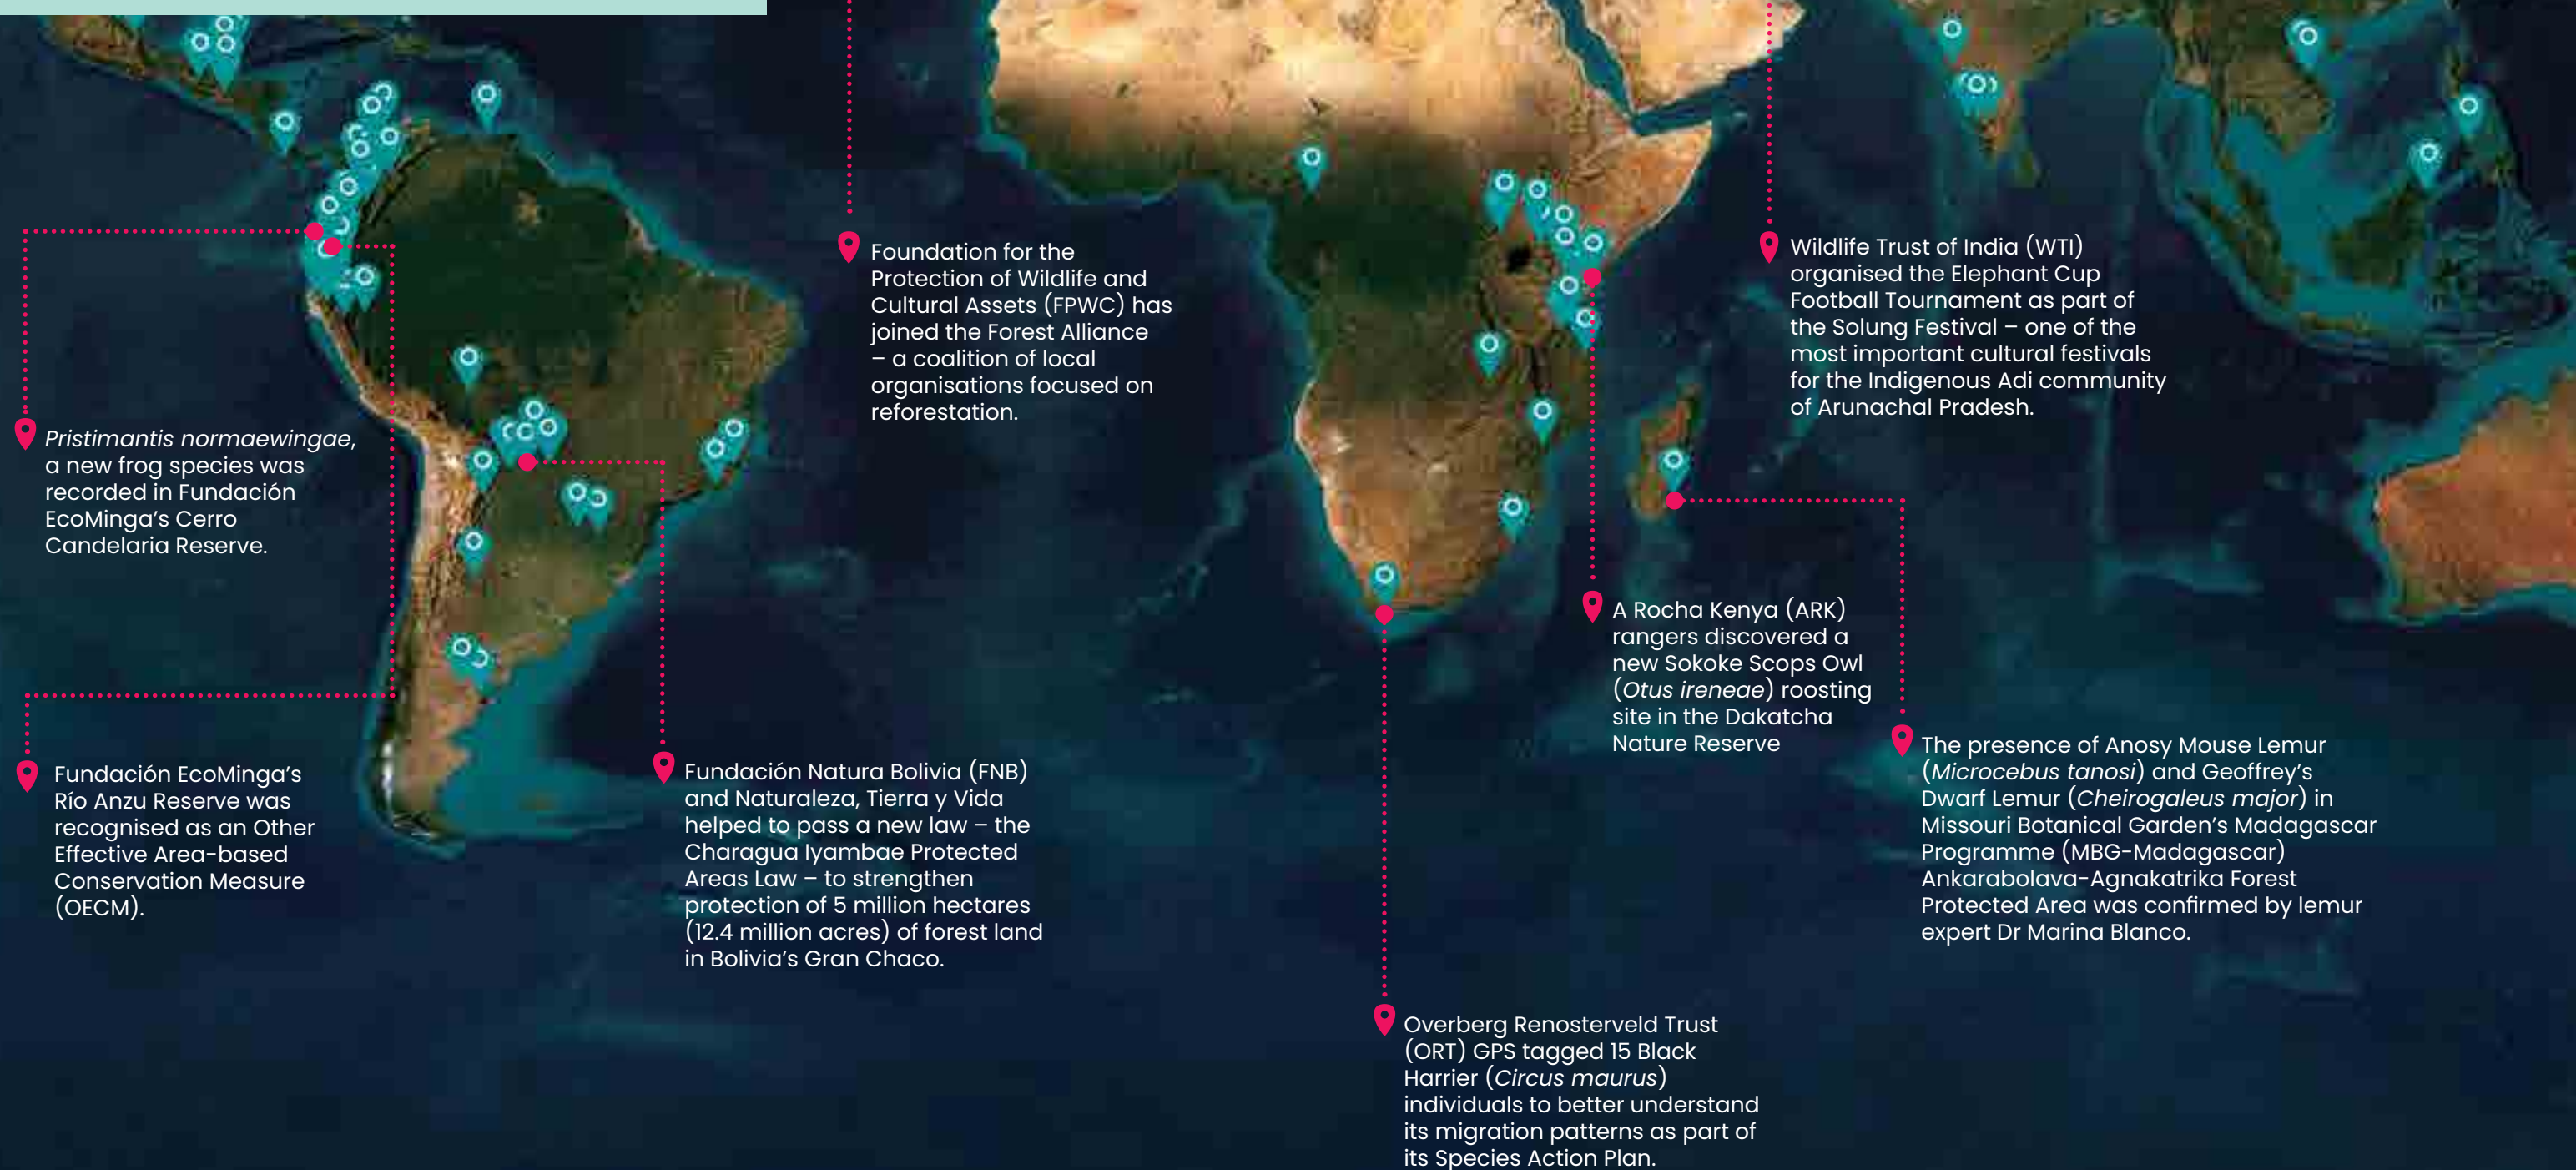 Pristimantis normaewingae,
a new frog species was
recorded in Fundación
EcoMinga’s Cerro
Candelaria Reserve.
Fundación EcoMinga’s
Río Anzu Reserve was
recognised as an Other
Effective Area-based
Conservation Measure
(OECM).
Fundación Natura Bolivia (FNB)
and Naturaleza, Tierra y Vida
helped to pass a new law – the
Charagua Iyambae Protected
Areas Law – to strengthen
protection of 5 million hectares
(12.4 million acres) of forest land
in Bolivia’s Gran Chaco.
Foundation for the
Protection of Wildlife and
Cultural Assets (FPWC) has
joined the Forest Alliance
– a coalition of local
organisations focused on
reforestation.
Overberg Renosterveld Trust
(ORT) GPS tagged 15 Black
Harrier (Circus maurus)
individuals to better understand
its migration patterns as part of
its Species Action Plan.
A Rocha Kenya (ARK)
rangers discovered a
new Sokoke Scops Owl
(Otus ireneae) roosting
site in the Dakatcha
Nature Reserve
Wildlife Trust of India (WTI)
organised the Elephant Cup
Football Tournament as part of
the Solung Festival – one of the
most important cultural festivals
for the Indigenous Adi community
of Arunachal Pradesh.
The presence of Anosy Mouse Lemur
(Microcebus tanosi) and Geoffrey’s
Dwarf Lemur (Cheirogaleus major) in
Missouri Botanical Garden’s Madagascar
Programme (MBG-Madagascar)
Ankarabolava-Agnakatrika Forest
Protected Area was confirmed by lemur
expert Dr Marina Blanco.